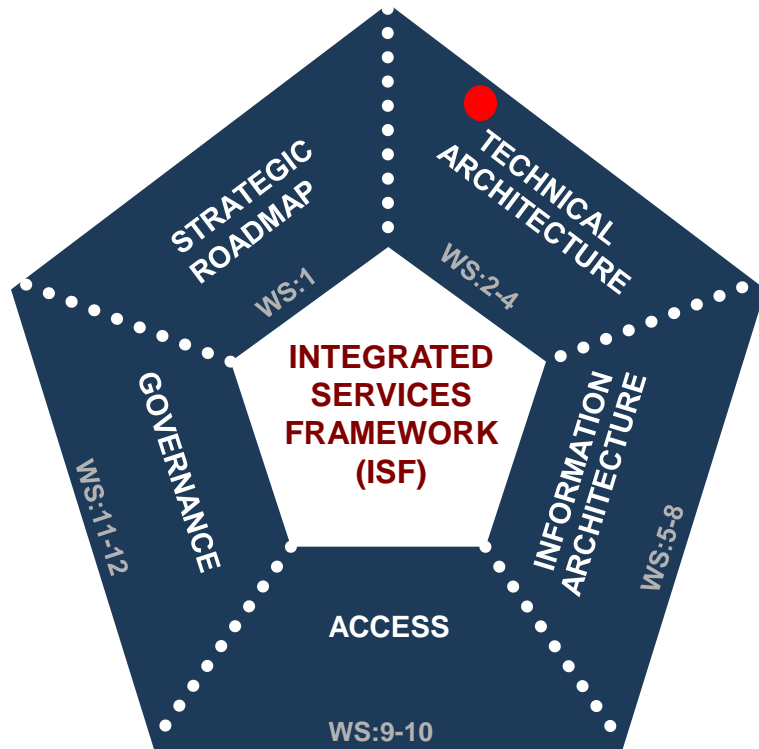 STRATEGIC
ROADMAP
WS:1
TECHNICAL
ARCHITECTURE
WS:2-4
INTEGRATED
SERVICES
FRAMEWORK
(ISF)
GOVERNANCE
WS:11-12
INFORMATION
ARCHITECTURE
WS:5-8
ACCESS
WS:9-10